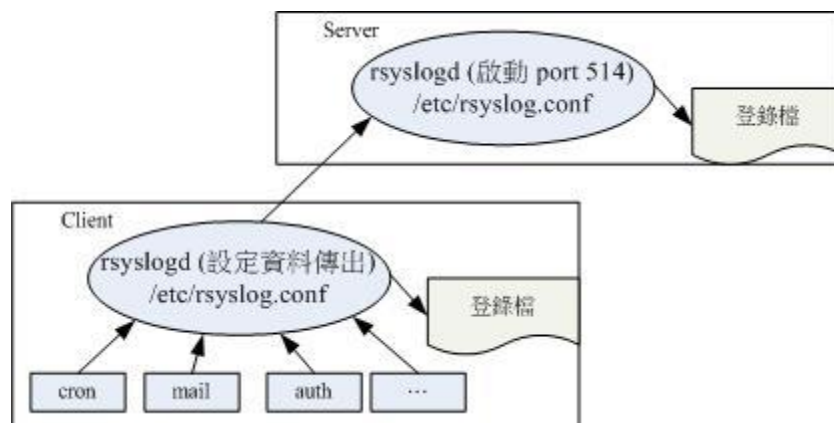 Server
rsyslogd (啟動 port 514)
/etc/rsyslog.conf
登錄檔
Client
rsyslogd (設定資料傳出)
/etc/rsyslog.conf
登錄檔
cron
mail
auth
…